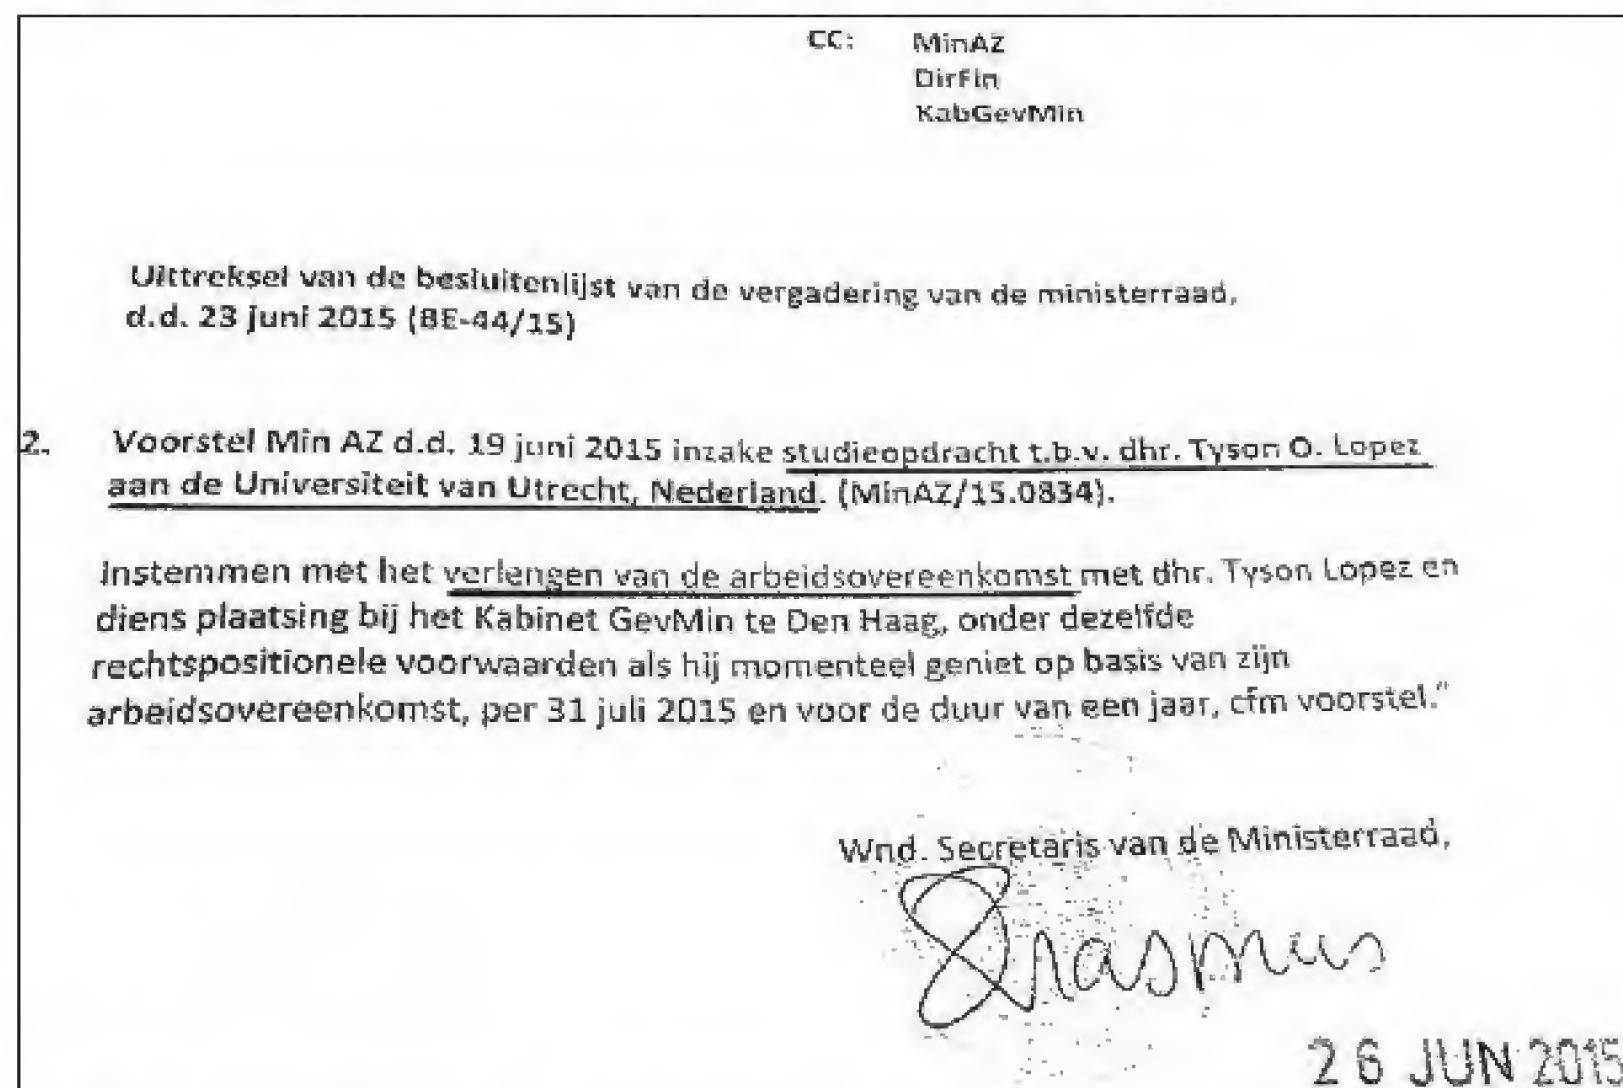 CC: MinAZ
DirFin
KabGevMin
Uittreksel van de besluitenlijst van de vergadering van de ministerraad,
d.d. 23 juni 2015 (BE-44/15)
2. Voorstel Min AZ d.d. 19 juni 2015 inzake studieopdracht t.b.v. dhr. Tyson O. Lopez
aan de Universiteit van Utrecht, Nederland. (MinAZ/15.0834).
Instemmen met het verlengen van de arbeidsovereenkomst met dhr. Tyson Lopez en
diens plaatsing bij het Kabinet GevMin te Den Haag, onder dezelfde
rechtspositionele voorwaarden als hij momenteel geniet op basis van zijn
arbeidsovereenkomst, per 31 juli 2015 en voor de duur van een jaar, cfm voorstel."
Wnd. Secretaris van de Ministerraad,
Erasmus
26 JUN 2015